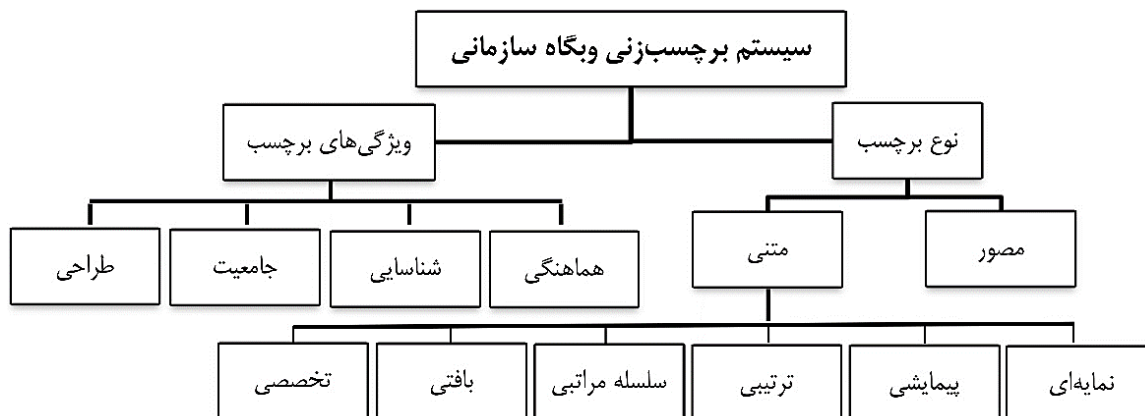 سیستم برچسب‌زنی وبگاه سازمانی
نوع برچسب
ویژگی‌های برچسب
مصور
متنی
هماهنگی
شناسایی
جامعیت
طراحی
نمایه‌ای
پیمایشی
ترتیبی
سلسله مراتبی
بافتی
تخصصی